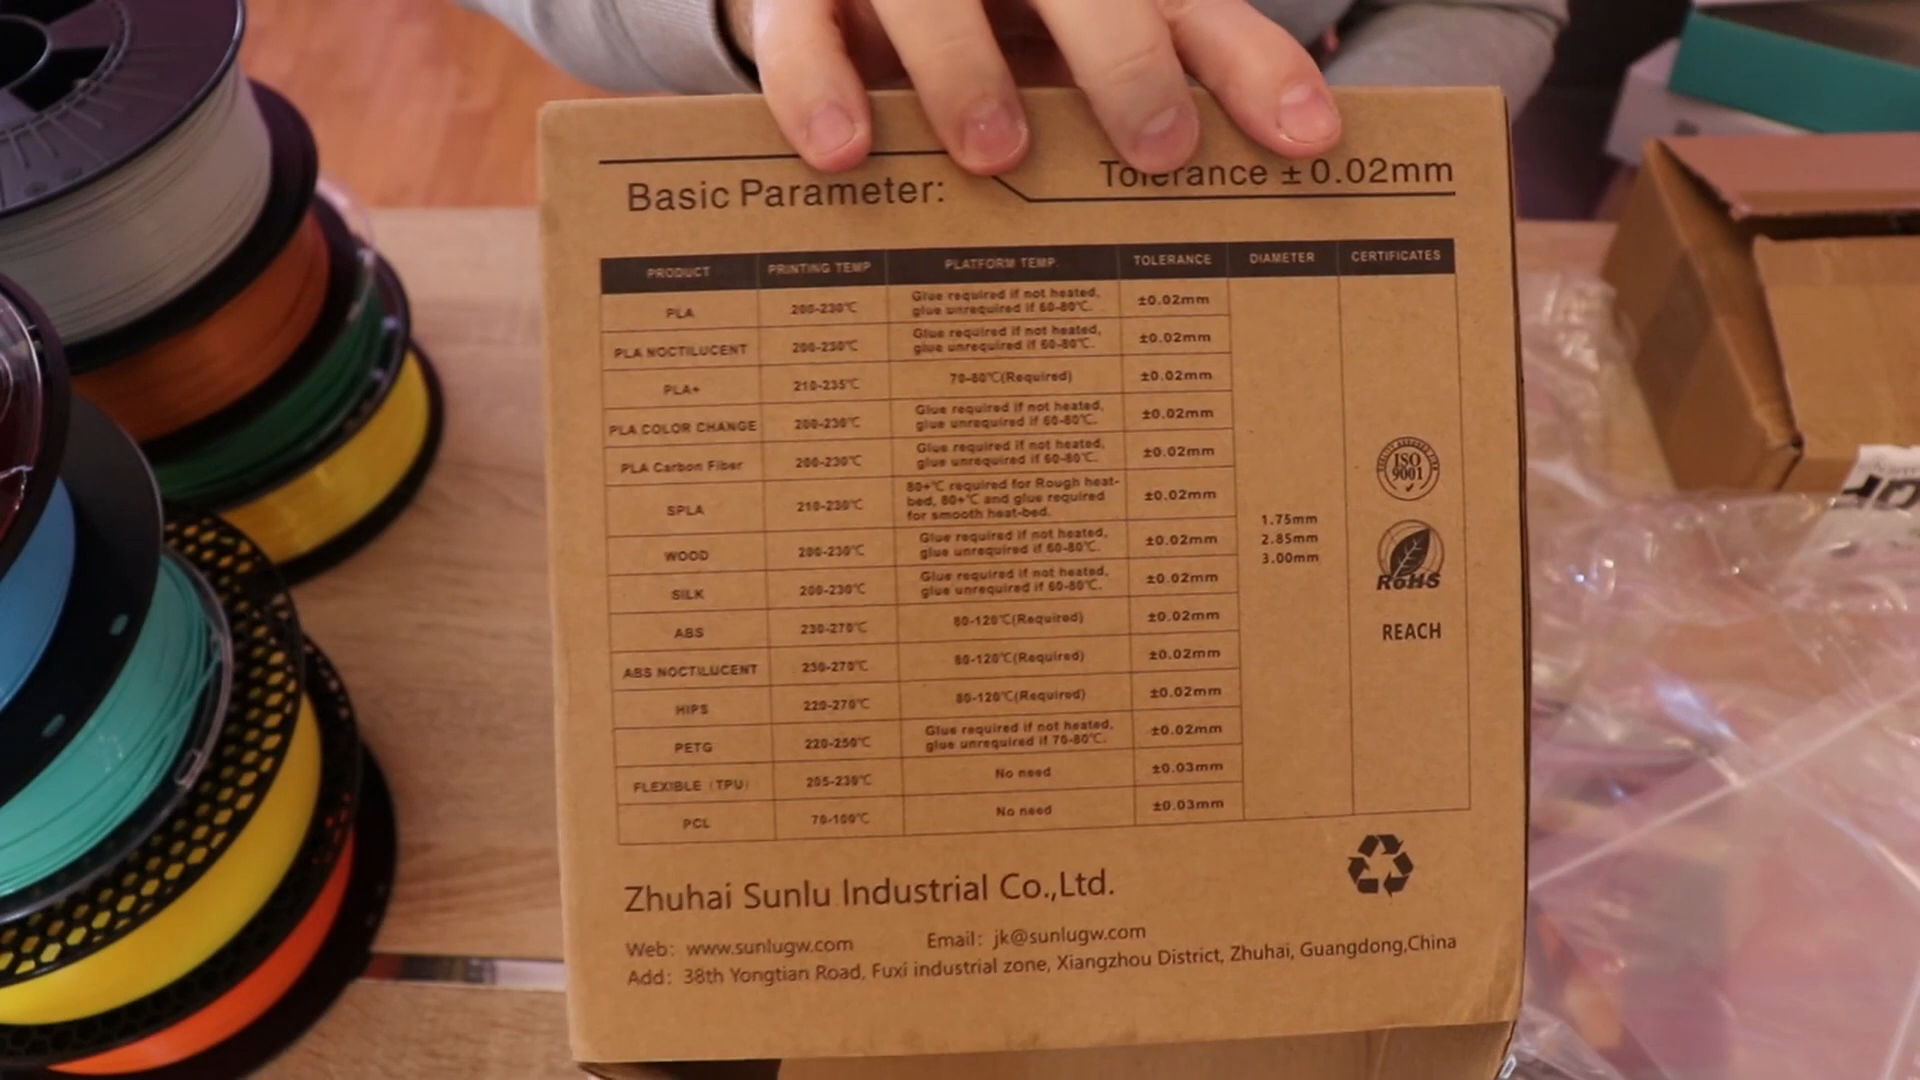 Basic Parameter:
Tolerance ± 0.02mm
PRODUCT PRINTING TEMP PLATFORM TEMP. TOLERANCE DIAMETER CERTIFICATES
PLA 200-230℃ Glue required if not heated, glue unrequired if 60-80℃. ±0.02mm
PLA NOCTILUCENT 200-230℃ Glue required if not heated, glue unrequired if 60-80℃. ±0.02mm
PLA+ 210-235℃ 70-80℃(Required) ±0.02mm
PLA COLOR CHANGE 200-230℃ Glue required if not heated, glue unrequired if 60-80℃. ±0.02mm
PLA Carbon Fiber 200-230℃ Glue required if not heated, glue unrequired if 60-80℃. ±0.02mm
SPLA 210-230℃ 80+℃ required for Rough heat-
bed, 80+℃ and glue required
for smooth heat-bed. ±0.02mm
WOOD 200-230℃ Glue required if not heated, glue unrequired if 60-80℃. ±0.02mm
SILK 200-230℃ Glue required if not heated, glue unrequired if 60-80℃. ±0.02mm
ABS 230-270℃ 80-120℃(Required) ±0.02mm
ABS NOCTILUCENT 230-270℃ 80-120℃(Required) ±0.02mm
HIPS 220-270℃ 80-120℃(Required) ±0.02mm
PETG 220-250℃ Glue required if not heated, glue unrequired if 70-80℃. ±0.02mm
FLEXIBLE (TPU) 205-230℃ No need ±0.03mm
PCL 70-100℃ No need ±0.03mm
1.75mm
2.85mm
3.00mm
ISO
9001
RoHS
REACH
Zhuhai Sunlu Industrial Co.,Ltd.
Web: www.sunlugw.com Email: jk@sunlugw.com
Add: 38th Yongtian Road, Fuxi industrial zone, Xiangzhou District, Zhuhai, Guangdong,China